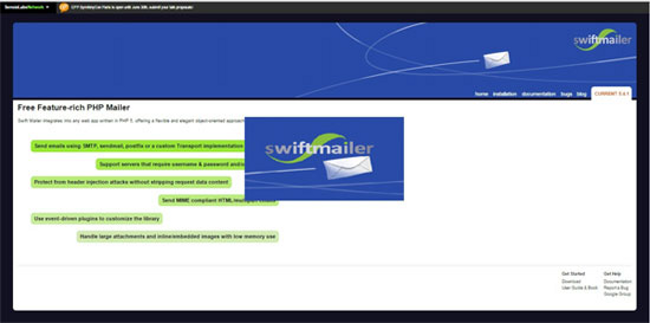 SensioLabsNetwork
CFP SymfonyCon Paris is open until June 30th, submit your talk proposals!
swiftmailer
home installation documentation bugs blog CURRENT 5.4.1
Free Feature-rich PHP Mailer
Swift Mailer integrates into any web app written in PHP 5, offering a flexible and elegant object-oriented approach
Send emails using SMTP, sendmail, postfix or a custom Transport implementation
Support servers that require username & password and/or
Protect from header injection attacks without stripping request data content
Send MIME compliant HTML/multipart emails
Use event-driven plugins to customize the library
Handle large attachments and inline/embedded images with low memory use
swiftmailer
Get Started
Download
User Guide & Book
Get Help
Documentation
Report a Bug
Google Group